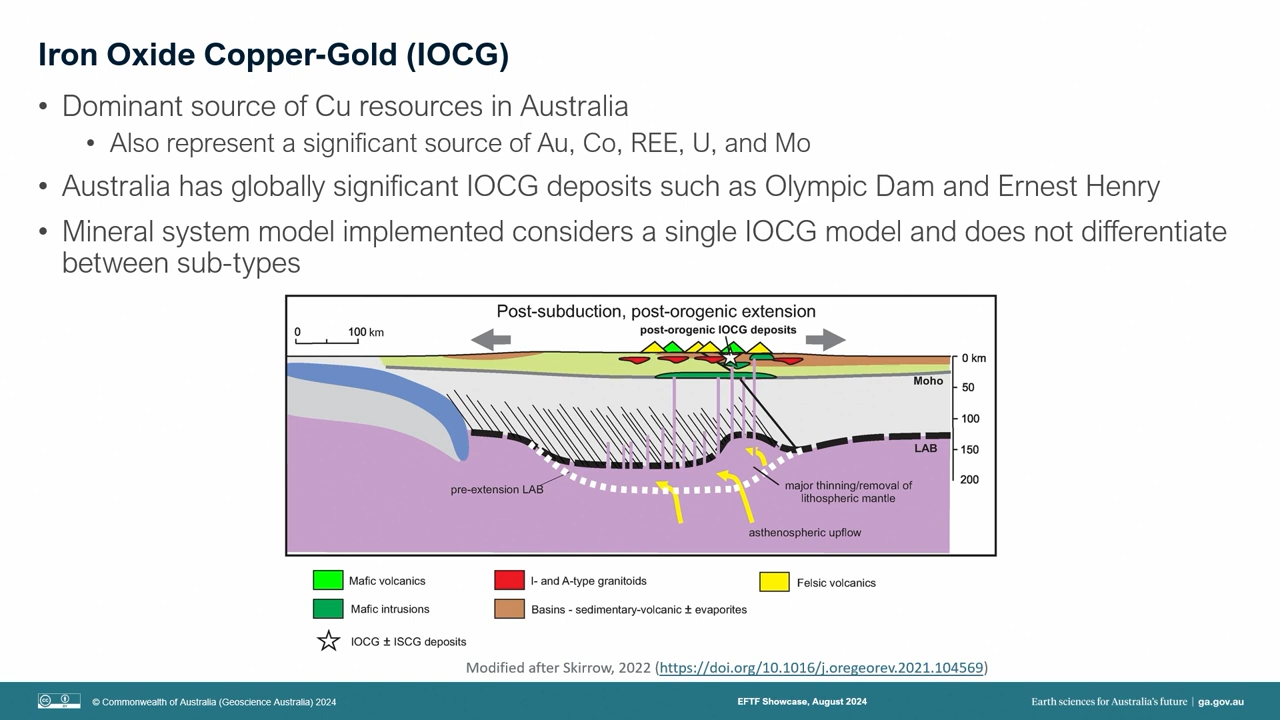 Iron Oxide Copper-Gold (IOCG)
• Dominant source of Cu resources in Australia
• Also represent a significant source of Au, Co, REE, U, and Mo
• Australia has globally significant IOCG deposits such as Olympic Dam and Ernest Henry
• Mineral system model implemented considers a single IOCG model and does not differentiate
between sub-types
Post-subduction, post-orogenic extension
0 100 km
post-orogenic IOCG deposits
0 km
Moho
50
100
LAB
150
200
pre-extension LAB
major thinning/removal of
lithospheric mantle
asthenospheric upflow
Mafic volcanics
I- and A-type granitoids
Felsic volcanics
Mafic intrusions
Basins - sedimentary-volcanic ± evaporites
IOCG ± ISCG deposits
Modified after Skirrow, 2022 (https://doi.org/10.1016/j.oregeorev.2021.104569)
© Commonwealth of Australia (Geoscience Australia) 2024
EFTF Showcase, August 2024
Earth sciences for Australia's future | ga.gov.au